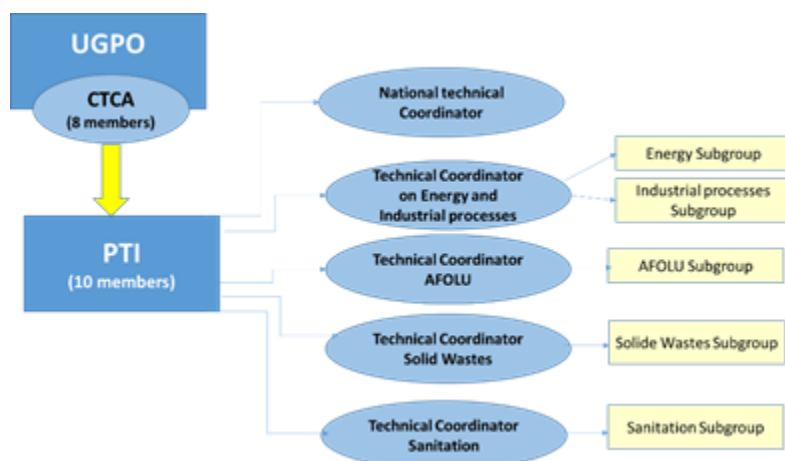 UGPO
CTCA
(8 members)
PTI
(10 members)
National technical
Coordinator
Technical Coordinator
on Energy and
Industrial processes
Technical Coordinator
AFOLU
Technical Coordinator
Solid Wastes
Technical Coordinator
Sanitation
Energy Subgroup
Industrial processes
Subgroup
AFOLU Subgroup
Solide Wastes Subgroup
Sanitation Subgroup